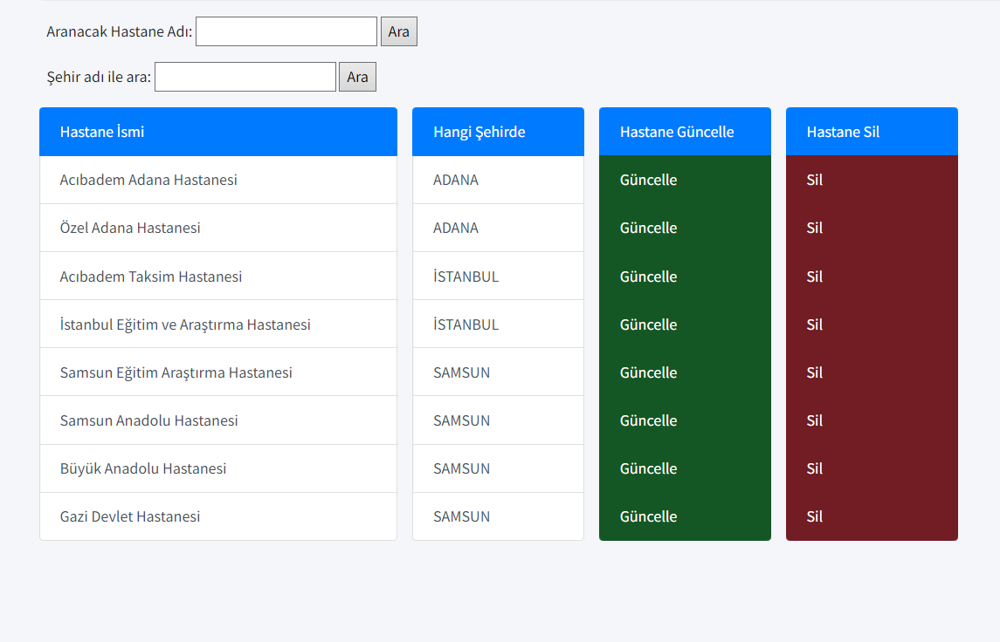 Aranacak Hastane Adı: Ara
Şehir adı ile ara: Ara
Hastane İsmi Hangi Şehirde Hastane Güncelle Hastane Sil
Acıbadem Adana Hastanesi ADANA Güncelle Sil
Özel Adana Hastanesi ADANA Güncelle Sil
Acıbadem Taksim Hastanesi İSTANBUL Güncelle Sil
İstanbul Eğitim ve Araştırma Hastanesi İSTANBUL Güncelle Sil
Samsun Eğitim Araştırma Hastanesi SAMSUN Güncelle Sil
Samsun Anadolu Hastanesi SAMSUN Güncelle Sil
Büyük Anadolu Hastanesi SAMSUN Güncelle Sil
Gazi Devlet Hastanesi SAMSUN Güncelle Sil